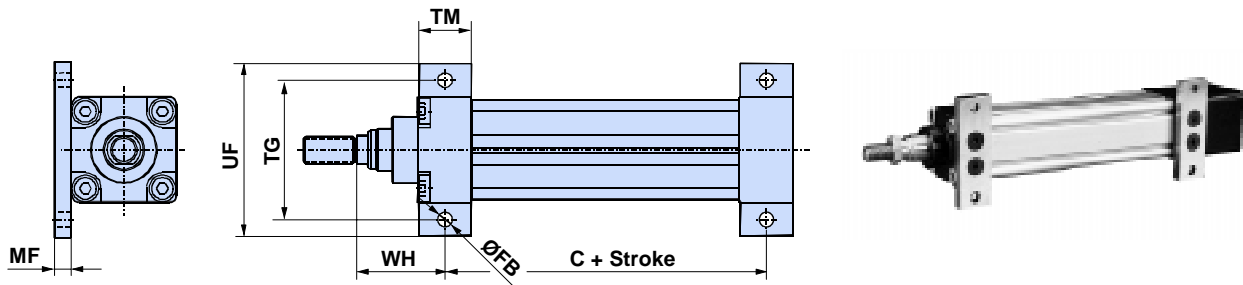 TM
UF
TG
MF
WH
ØFB
C + Stroke